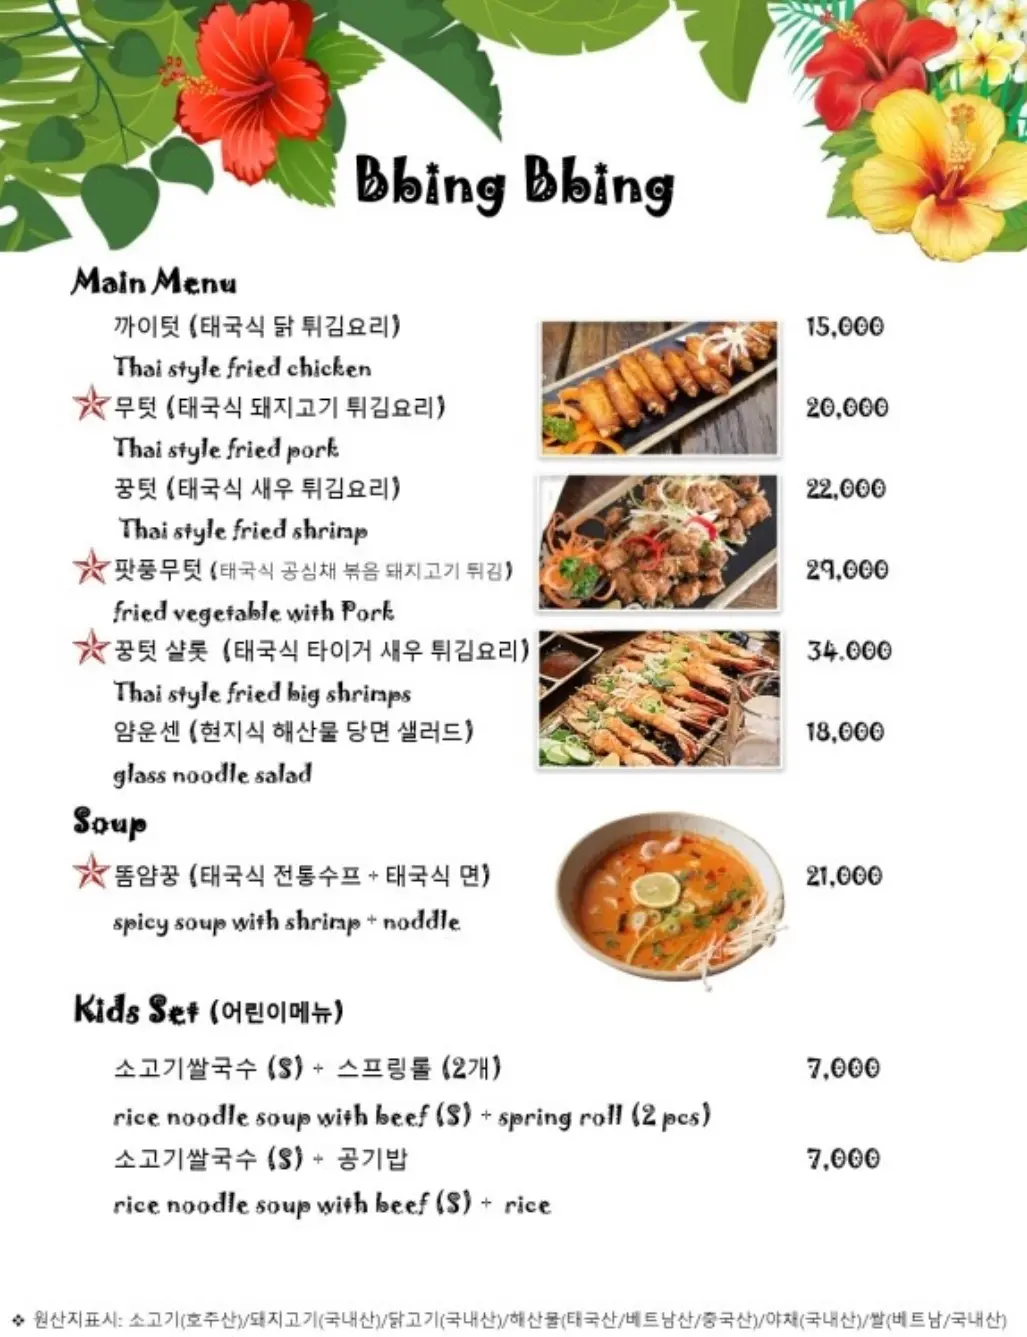 Bbing Bbing
Main Menu
까이텃 (태국식 닭 튀김요리) 15,000
Thai style fried chicken
무텃 (태국식 돼지고기 튀김요리) 20,000
Thai style fried pork
꿍텃 (태국식 새우 튀김요리) 22,000
Thai style fried shrimp
팟풍무텃 (태국식 공심채 볶음 돼지고기 튀김) 29,000
fried vegetable with Pork
꿍텃 샬롯 (태국식 타이거 새우 튀김요리) 34.000
Thai style fried big shrimps
얌운센 (현지식 해산물 당면 샐러드) 18,000
glass noodle salad
Soup
똠얌꿍 (태국식 전통수프 + 태국식 면) 21,000
spicy soup with shrimp + noddle
Kids Set (어린이메뉴)
소고기쌀국수 (S) + 스프링롤 (2개) 7,000
rice noodle soup with beef (S) + spring roll (2 pcs)
소고기쌀국수 (S) + 공기밥 7,000
rice noodle soup with beef (S) + rice
❖ 원산지표시: 소고기(호주산)/돼지고기(국내산)/닭고기(국내산)/해산물(태국산/베트남산/중국산)/야채(국내산)/쌀(베트남/국내산)